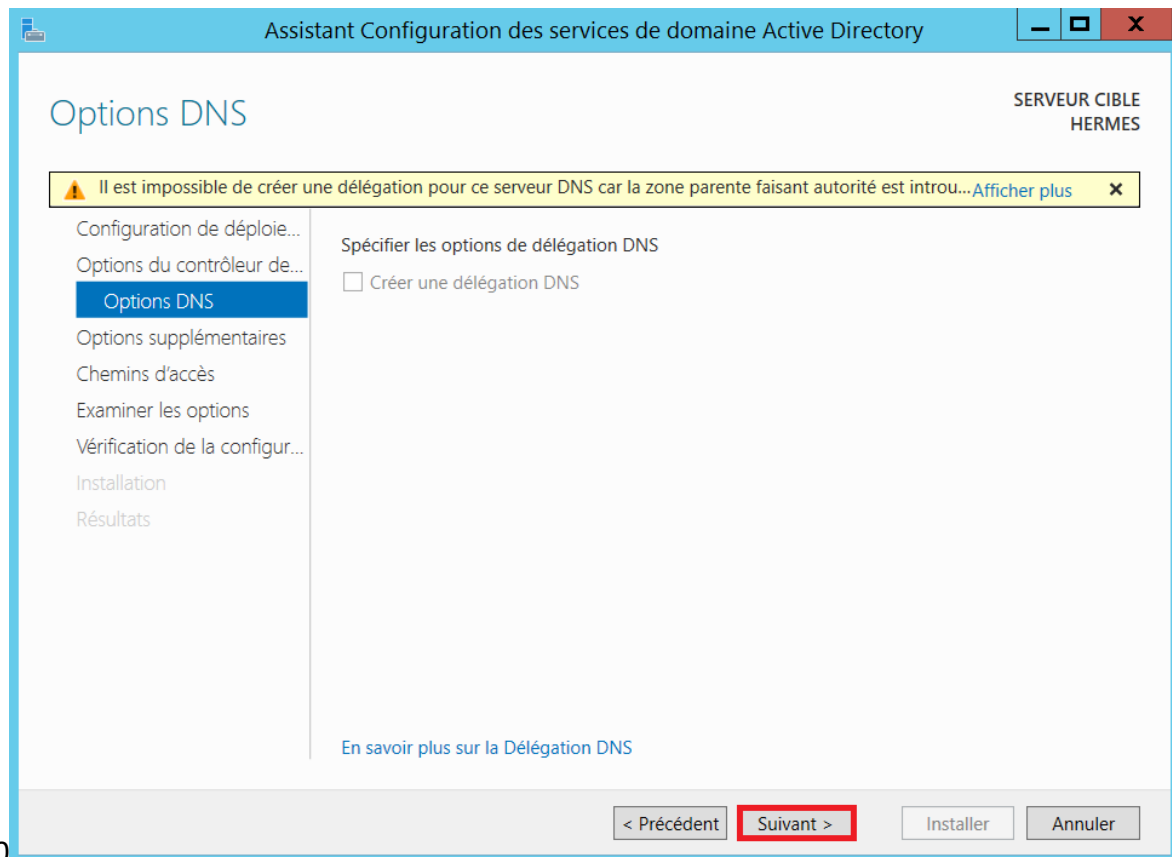 Assistant Configuration des services de domaine Active Directory
Options DNS
SERVEUR CIBLE
HERMES
Il est impossible de créer une délégation pour ce serveur DNS car la zone parente faisant autorité est introu... Afficher plus
Configuration de déploie...
Options du contrôleur de...
Options DNS
Options supplémentaires
Chemins d'accès
Examiner les options
Vérification de la configur...
Installation
Résultats
Spécifier les options de délégation DNS
Créer une délégation DNS
En savoir plus sur la Délégation DNS
< Précédent Suivant > Installer Annuler